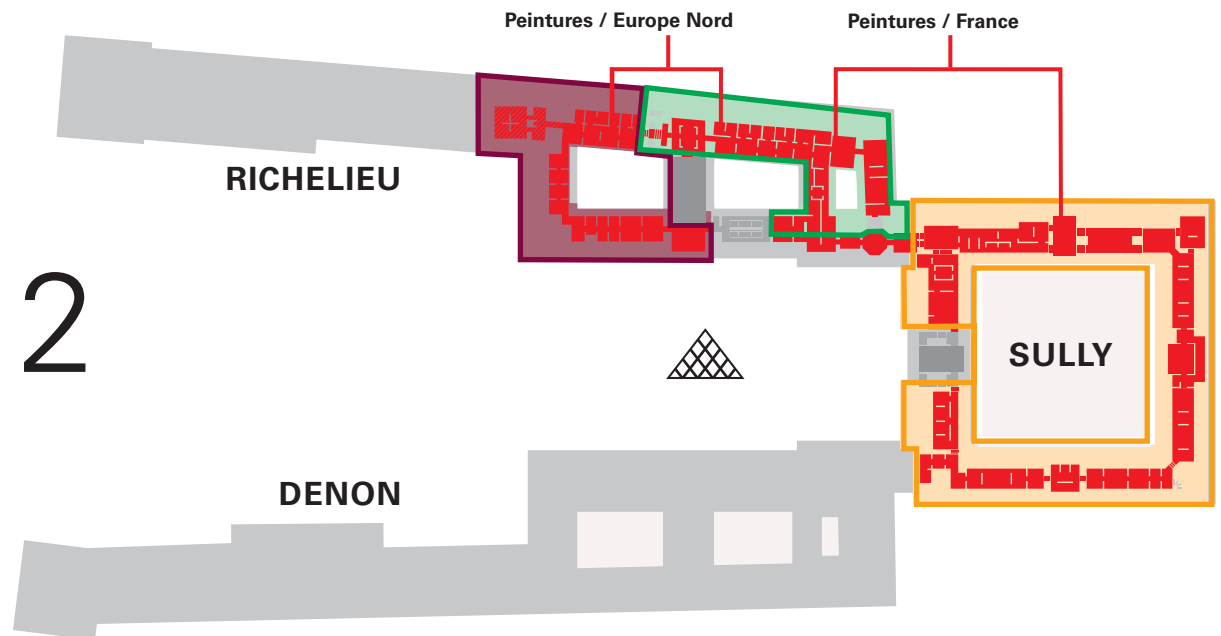 Peintures / Europe Nord
Peintures / France
RICHELIEU
2
SULLY
DENON